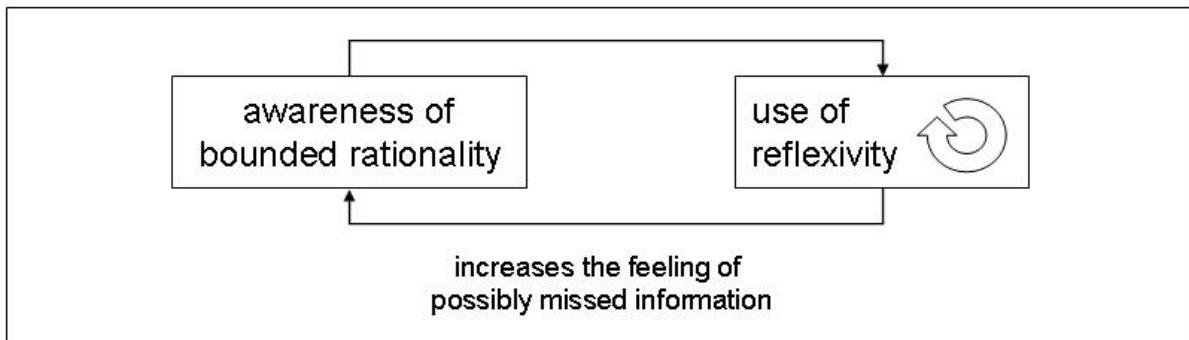 awareness of
bounded rationality
use of
reflexivity
increases the feeling of
possibly missed information